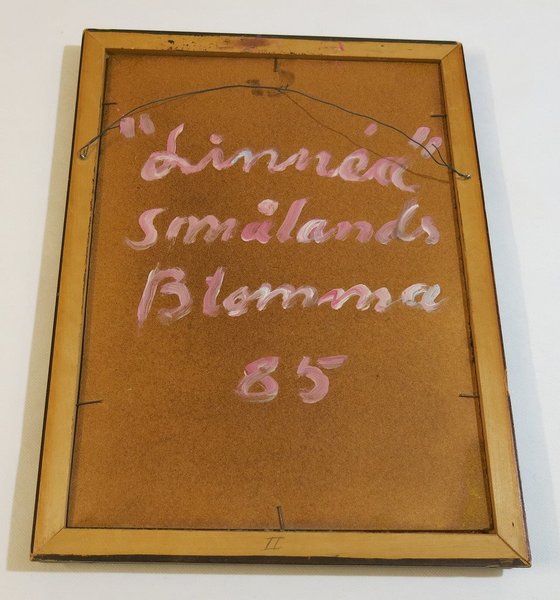 "Linnéa"
Smålands
Blomma
85
II